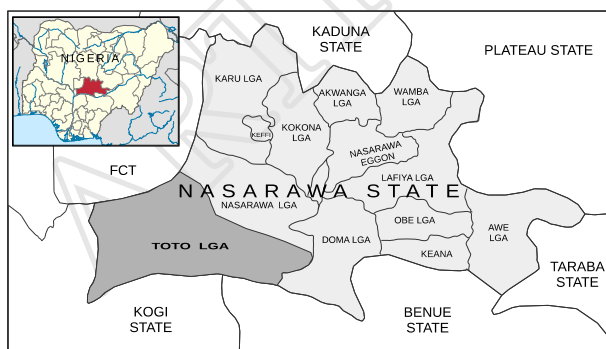 NIGERIA
KADUNA
STATE
PLATEAU STATE
KARU LGA
AKWANGA
LGA
WAMBA
LGA
KEFFI
KOKONA
LGA
NASARAWA
EGGON
FCT
LAFIYA LGA
NASARAWA STATE
NASARAWA LGA
TOTO LGA
DOMA LGA
OBE LGA
AWE
LGA
KEANA
TARABA
STATE
KOGI
STATE
BENUE
STATE